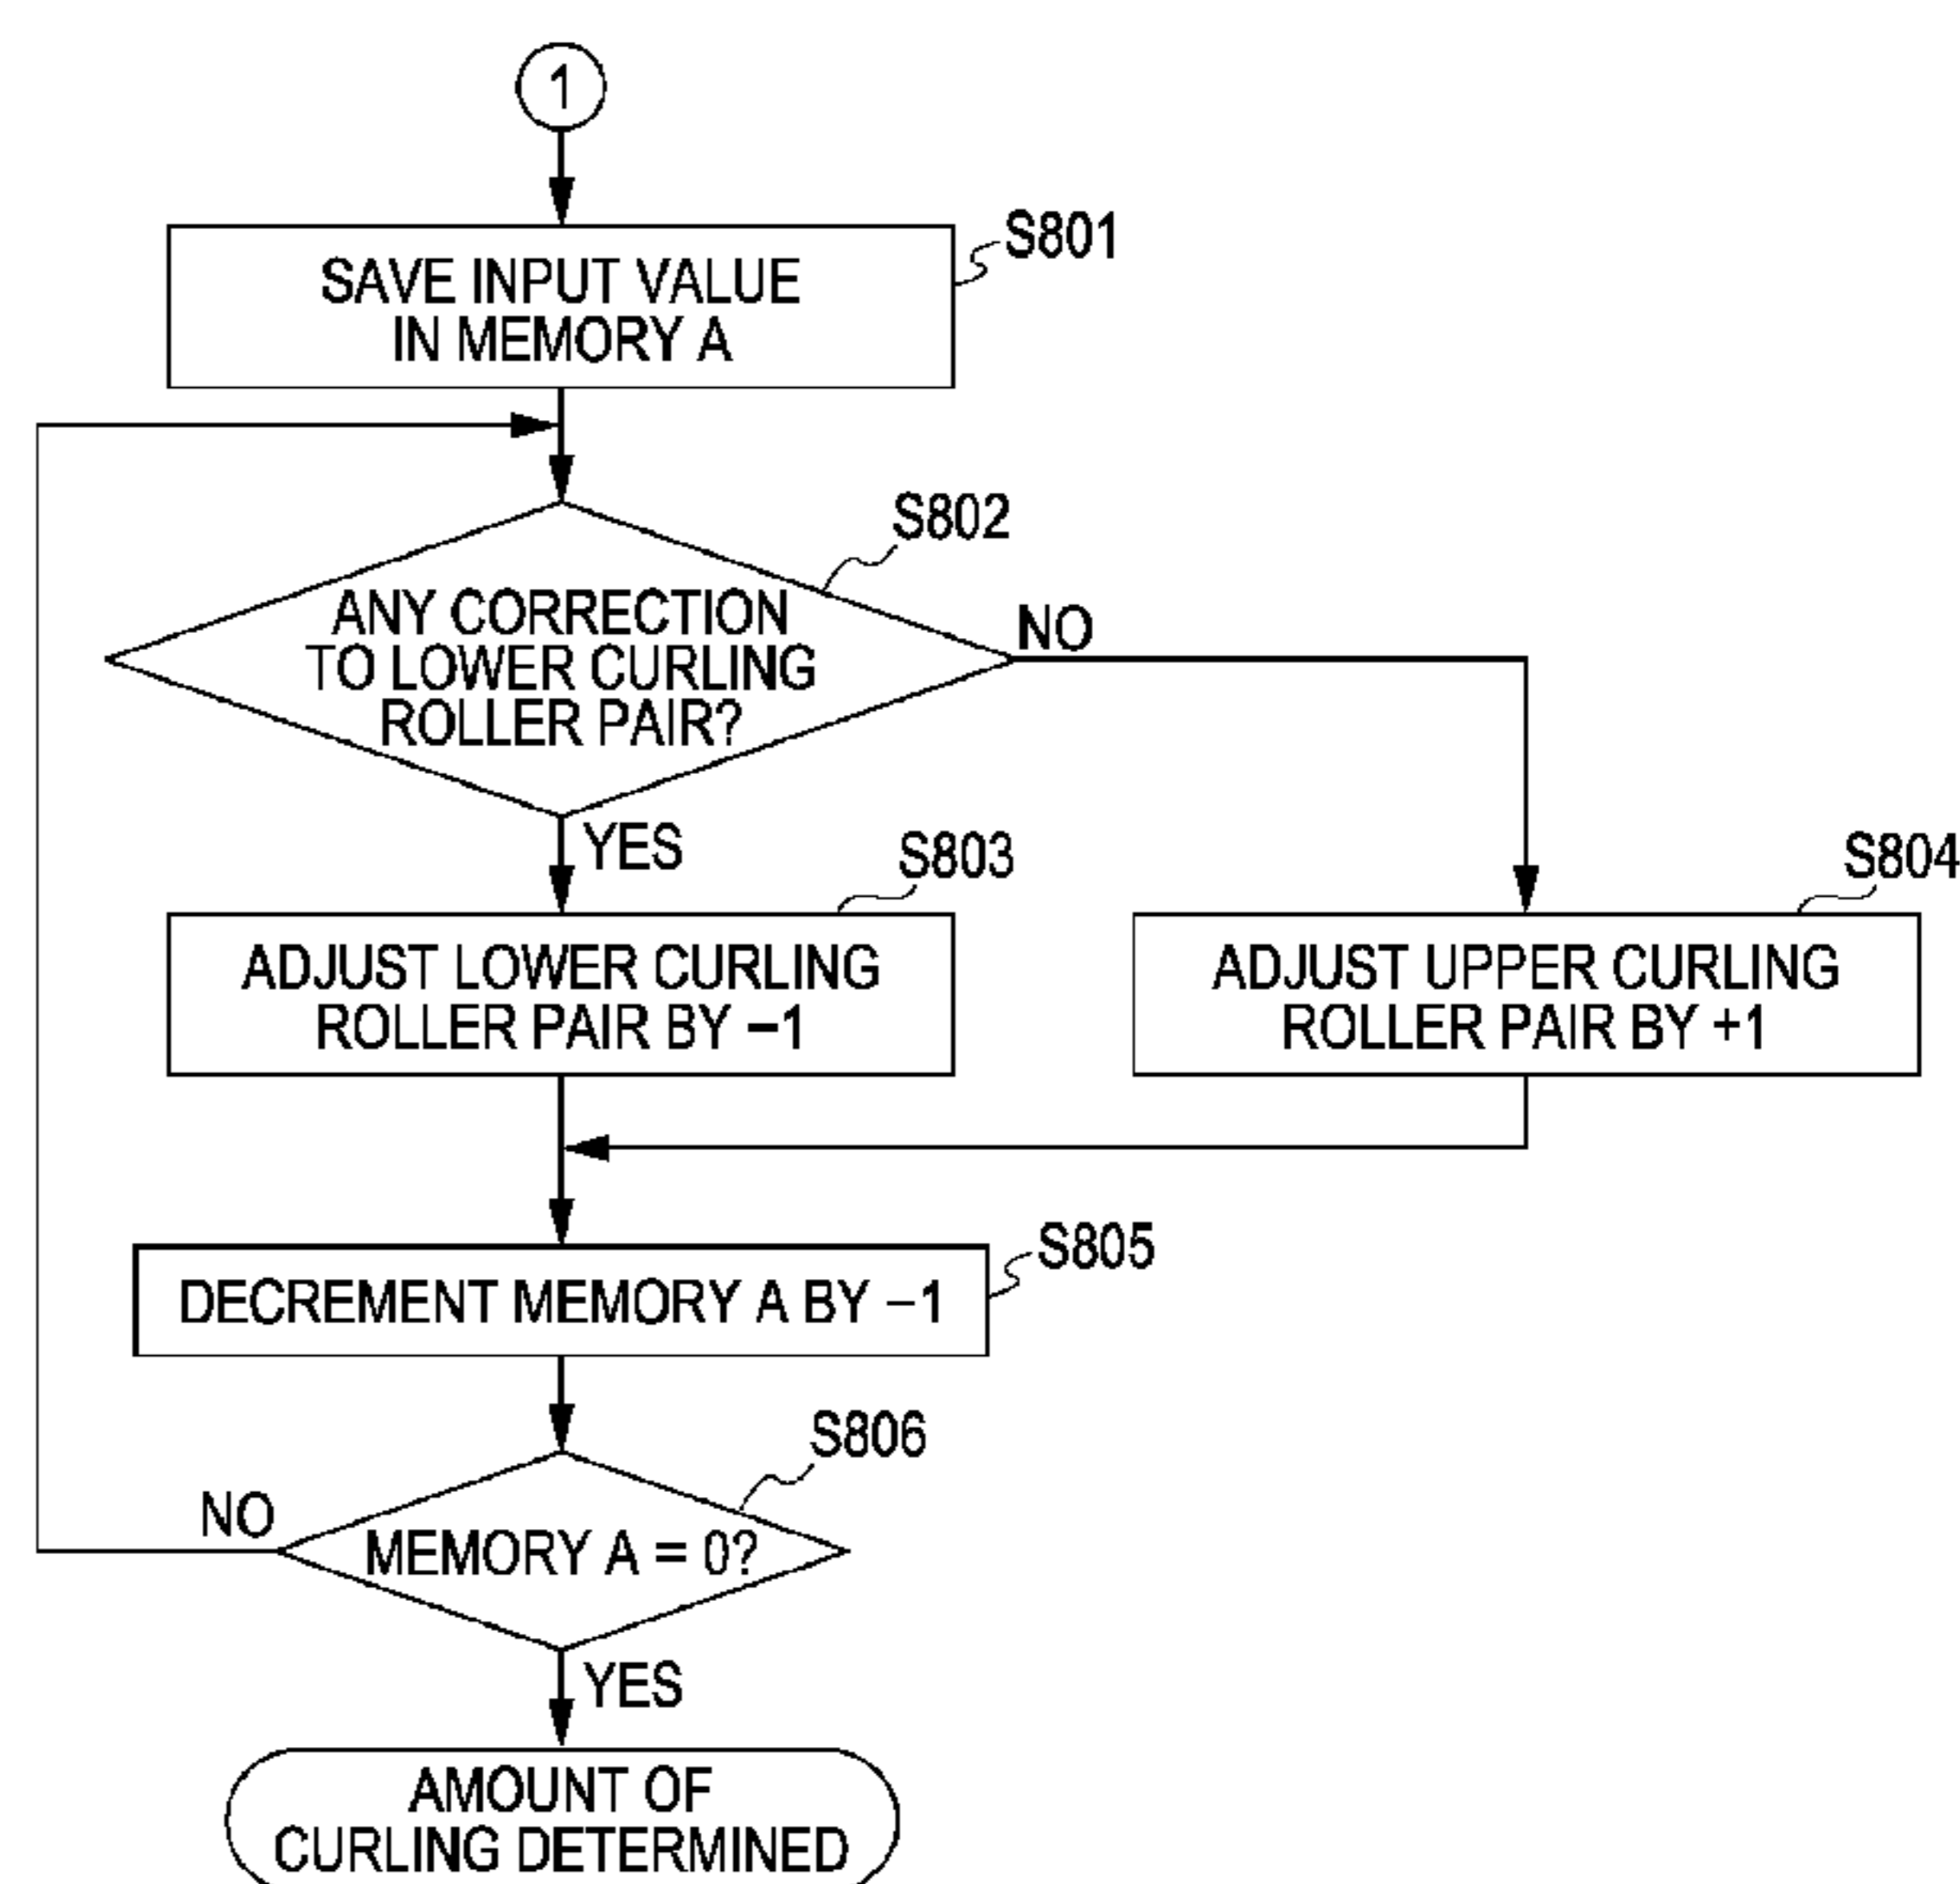 1
S801
SAVE INPUT VALUE
IN MEMORY A
S802
ANY CORRECTION
TO LOWER CURLING
ROLLER PAIR?
NO
YES
S803
ADJUST LOWER CURLING
ROLLER PAIR BY −1
S804
ADJUST UPPER CURLING
ROLLER PAIR BY +1
S805
DECREMENT MEMORY A BY −1
S806
NO
MEMORY A = 0?
YES
AMOUNT OF
CURLING DETERMINED